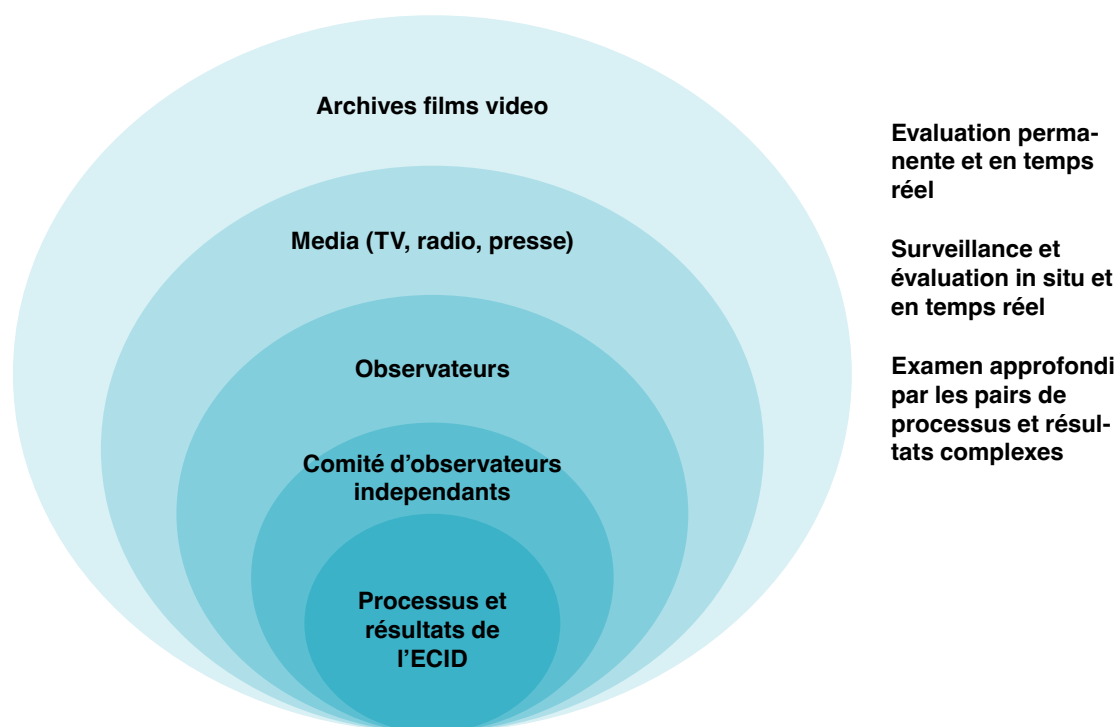 Archives films video
Media (TV, radio, presse)
Observateurs
Comité d’observateurs
independants
Processus et
résultats de
l’ECID
Evaluation perma-
nente et en temps
réel
Surveillance et
évaluation in situ et
en temps réel
Examen approfondi
par les pairs de
processus et résul-
tats complexes